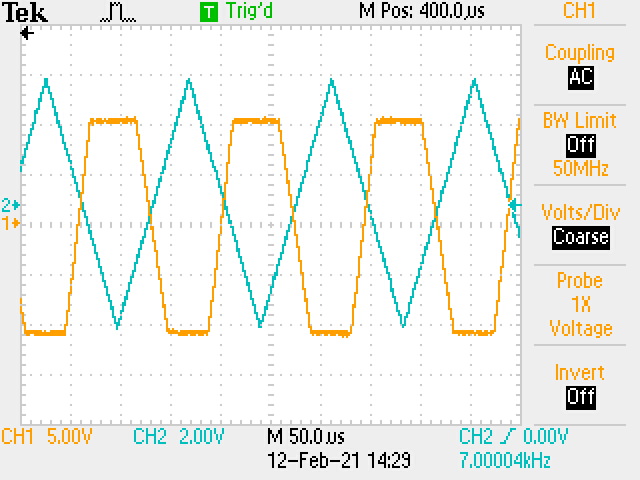 Tek T Trig'd M Pos: 400.0µs CH1
Coupling
AC
BW Limit
Off
50MHz
2
Volts/Div
1
Coarse
Probe
1X
Voltage
Invert
Off
CH1 5.00V CH2 2.00V M 50.0µs CH2 0.00V
12-Feb-21 14:29 7.00004kHz